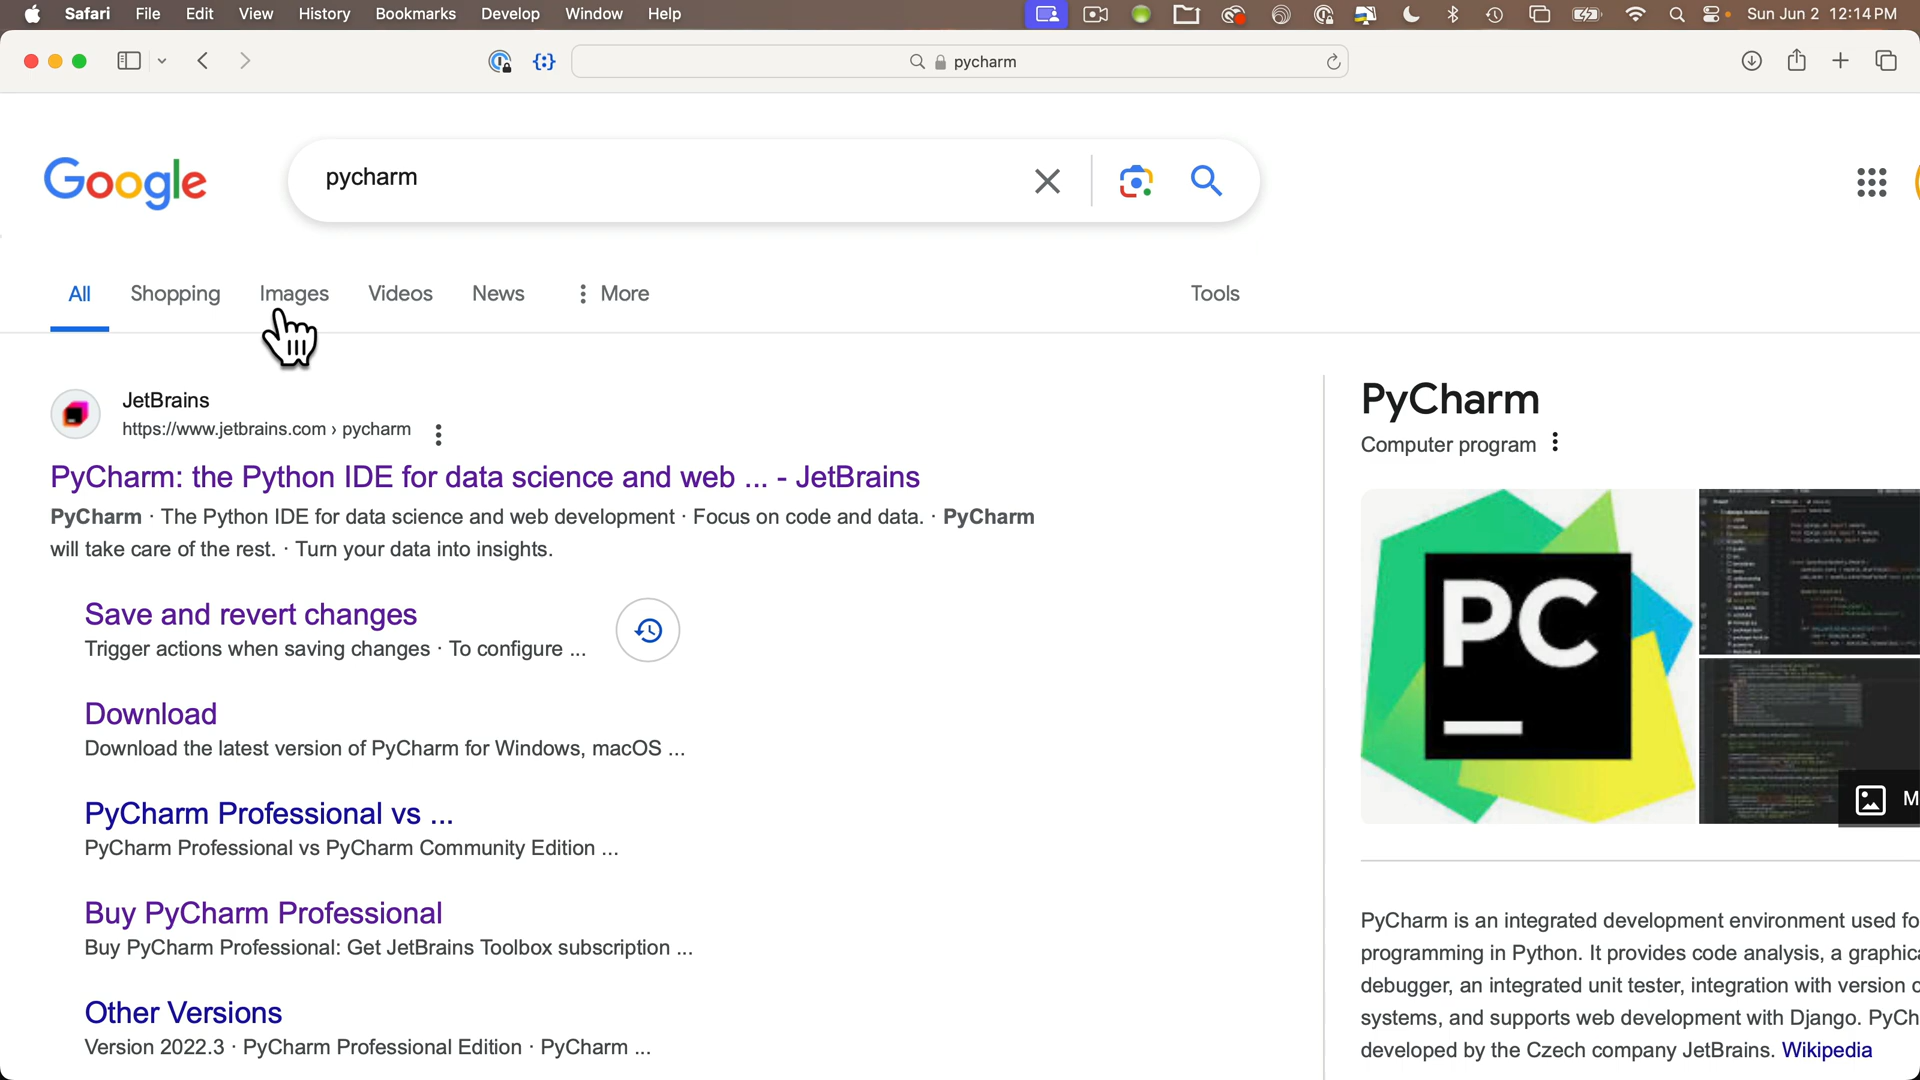 Safari File Edit View History Bookmarks Develop Window Help Sun Jun 2 12:14 PM
pycharm
Google pycharm
All Shopping Images Videos News More Tools
JetBrains
https://www.jetbrains.com › pycharm
PyCharm: the Python IDE for data science and web ... - JetBrains
PyCharm · The Python IDE for data science and web development · Focus on code and data. · PyCharm
will take care of the rest. · Turn your data into insights.
Save and revert changes
Trigger actions when saving changes · To configure ...
Download
Download the latest version of PyCharm for Windows, macOS ...
PyCharm Professional vs ...
PyCharm Professional vs PyCharm Community Edition ...
Buy PyCharm Professional
Buy PyCharm Professional: Get JetBrains Toolbox subscription ...
Other Versions
Version 2022.3 · PyCharm Professional Edition · PyCharm ...
PyCharm
Computer program
PC
M
PyCharm is an integrated development environment used fo
programming in Python. It provides code analysis, a graphica
debugger, an integrated unit tester, integration with version c
systems, and supports web development with Django. PyCh
developed by the Czech company JetBrains. Wikipedia